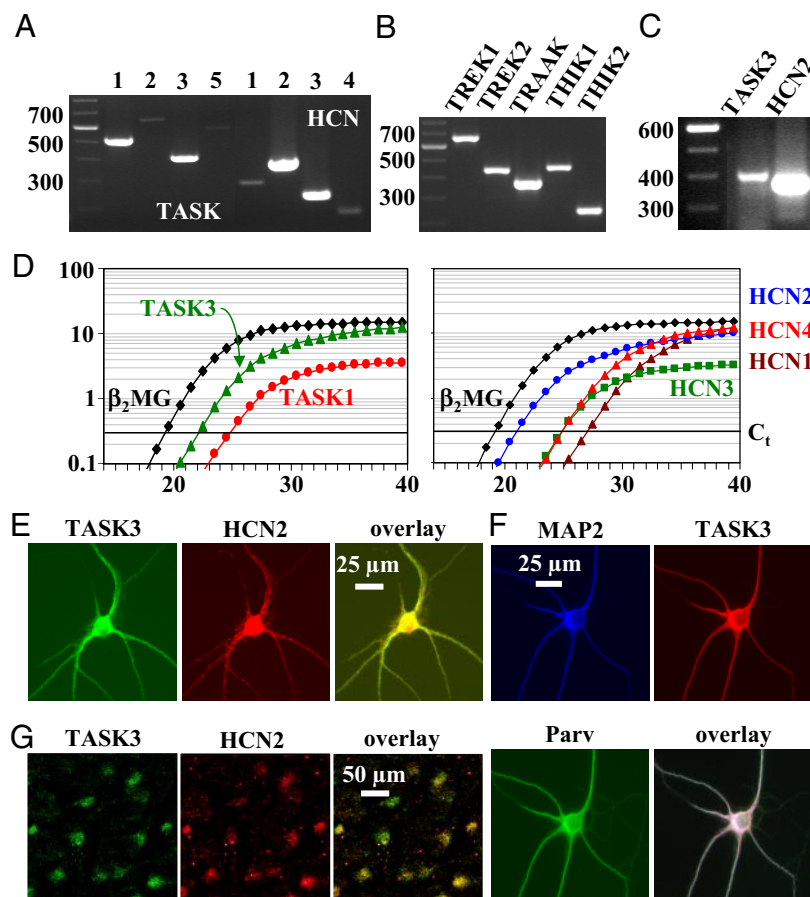 A
1 2 3 5 1 2 3 4
700
500
300
HCN
TASK
B
TREK1
TREK2
TRAAK
THIK1
THIK2
700
500
300
C
TASK3
HCN2
600
400
300
D
100
10
1
0.1
TASK3
β₂MG
TASK1
20 30 40
β₂MG
HCN2
HCN4
HCN1
HCN3
Cₜ
20 30 40
E
TASK3 HCN2 overlay
25 µm
F
MAP2 TASK3
25 µm
Parv overlay
G
TASK3 HCN2 overlay
50 µm